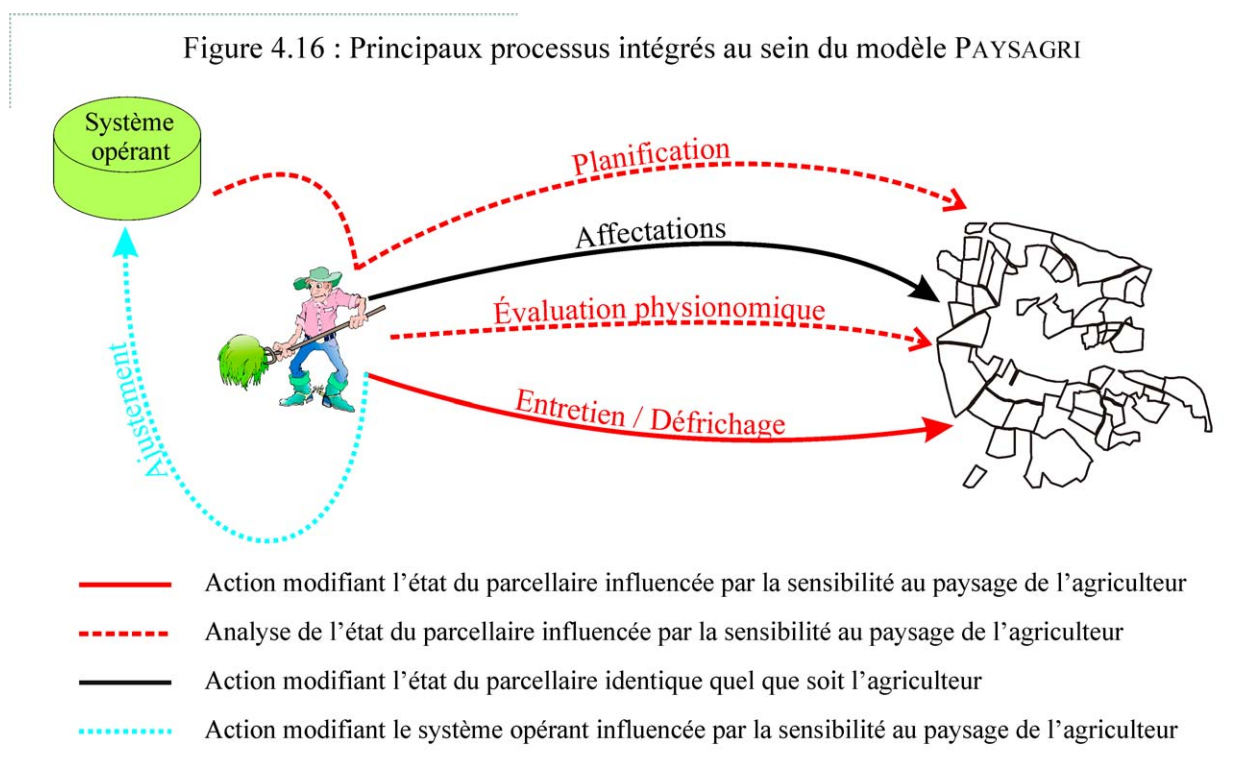 Figure 4.16 : Principaux processus intégrés au sein du modèle PAYSAGRI
Système
opérant
Planification
Affectations
Évaluation physionomique
Entretien / Défrichage
Ajustement
Action modifiant l’état du parcellaire influencée par la sensibilité au paysage de l’agriculteur
Analyse de l’état du parcellaire influencée par la sensibilité au paysage de l’agriculteur
Action modifiant l’état du parcellaire identique quel que soit l’agriculteur
Action modifiant le système opérant influencée par la sensibilité au paysage de l’agriculteur